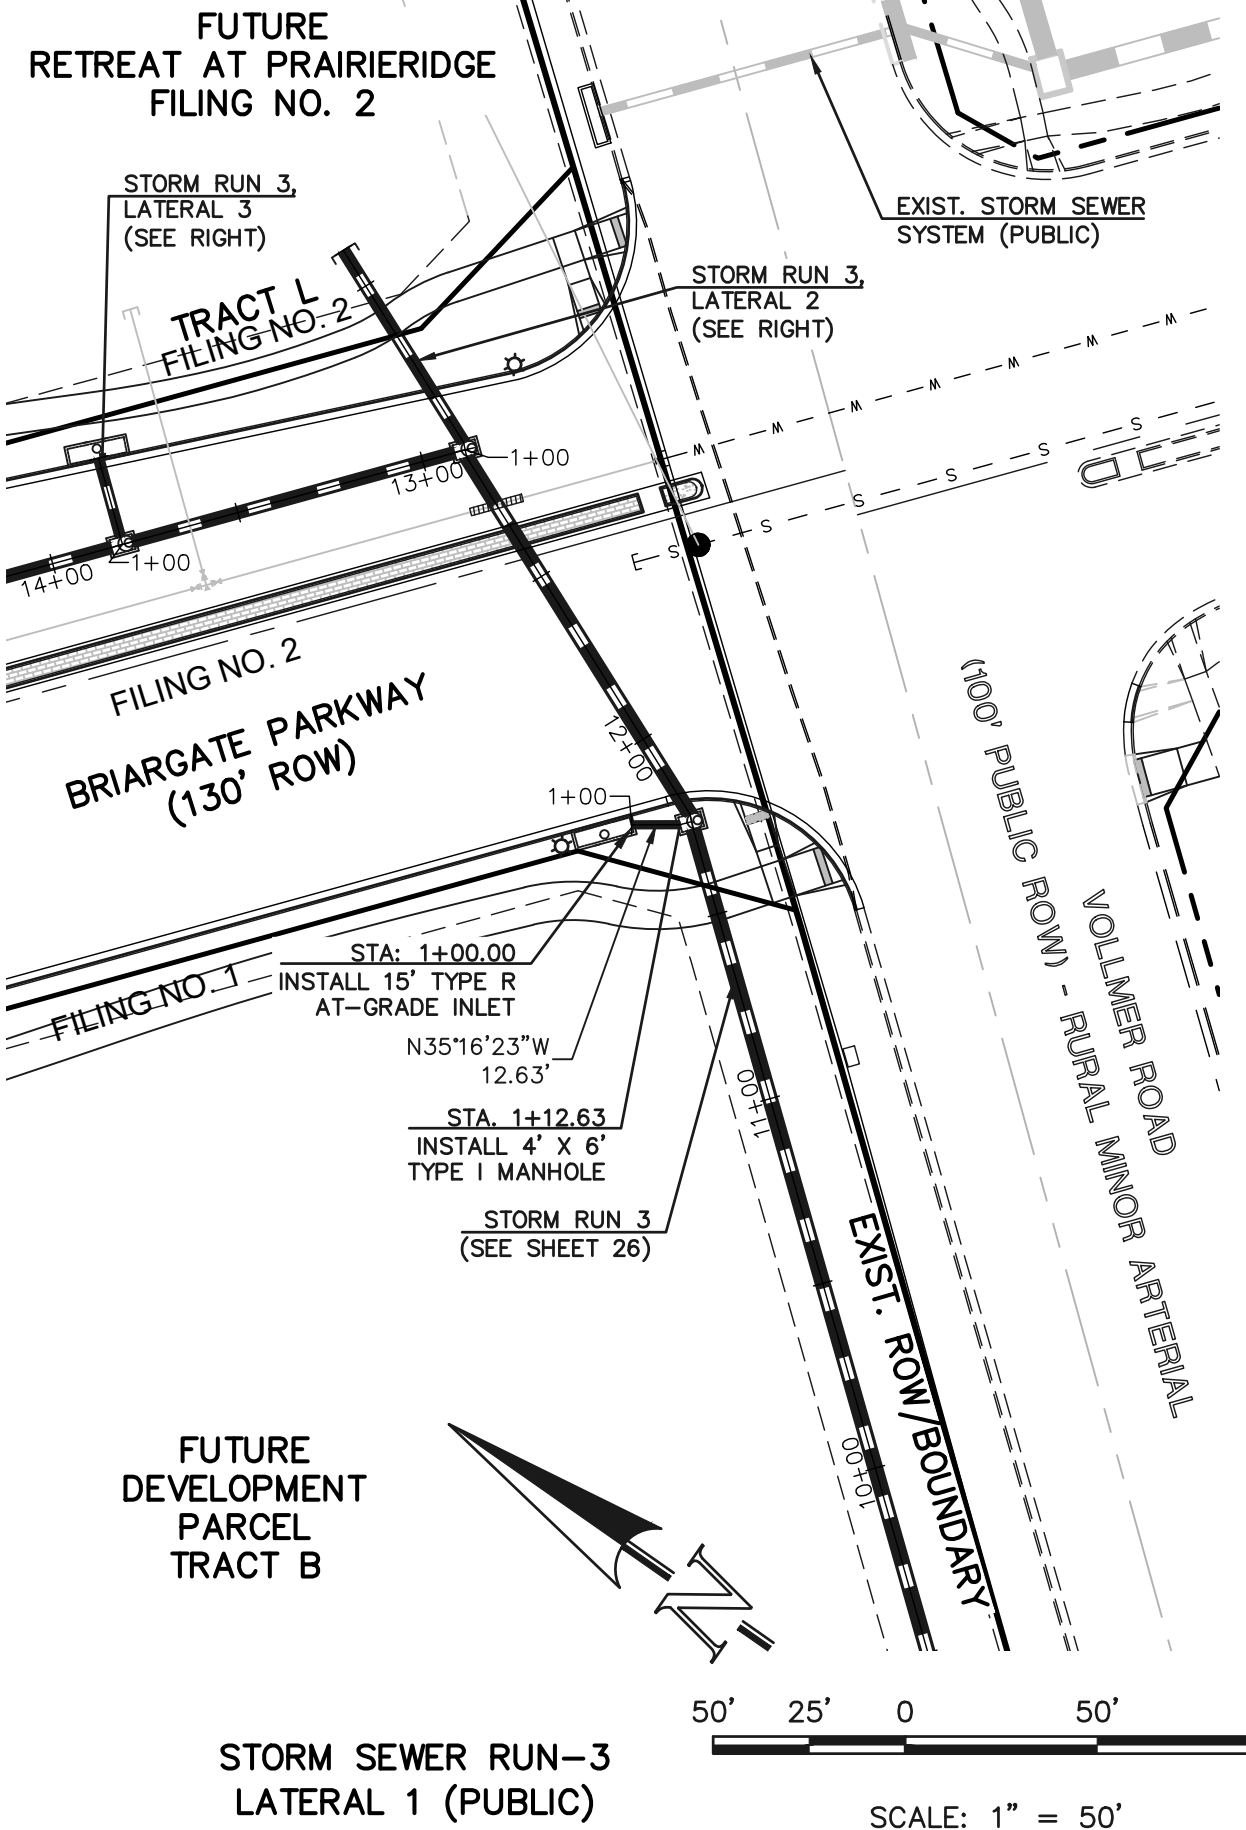 FUTURE
RETREAT AT PRAIRIERIDGE
FILING NO. 2
STORM RUN 3,
LATERAL 3
(SEE RIGHT)
EXIST. STORM SEWER
SYSTEM (PUBLIC)
STORM RUN 3,
LATERAL 2
(SEE RIGHT)
TRACT L
FILING NO. 2
W W W W W W W
S S S S S S
1+00
13+00
1+00
14+00
FILING NO. 2
BRIARGATE PARKWAY
(130' ROW)
12+00
1+00
(100' PUBLIC ROW) - RURAL MINOR ARTERIAL
VOLLMER ROAD
STA: 1+00.00
INSTALL 15' TYPE R
AT-GRADE INLET
FILING NO. 1
N35°16'23"W
12.63'
11+00
STA. 1+12.63
INSTALL 4' X 6'
TYPE I MANHOLE
STORM RUN 3
(SEE SHEET 26)
EXIST. ROW/BOUNDARY
10+00
FUTURE
DEVELOPMENT
PARCEL
TRACT B
N
50' 25' 0 50'
STORM SEWER RUN-3
LATERAL 1 (PUBLIC)
SCALE: 1" = 50'